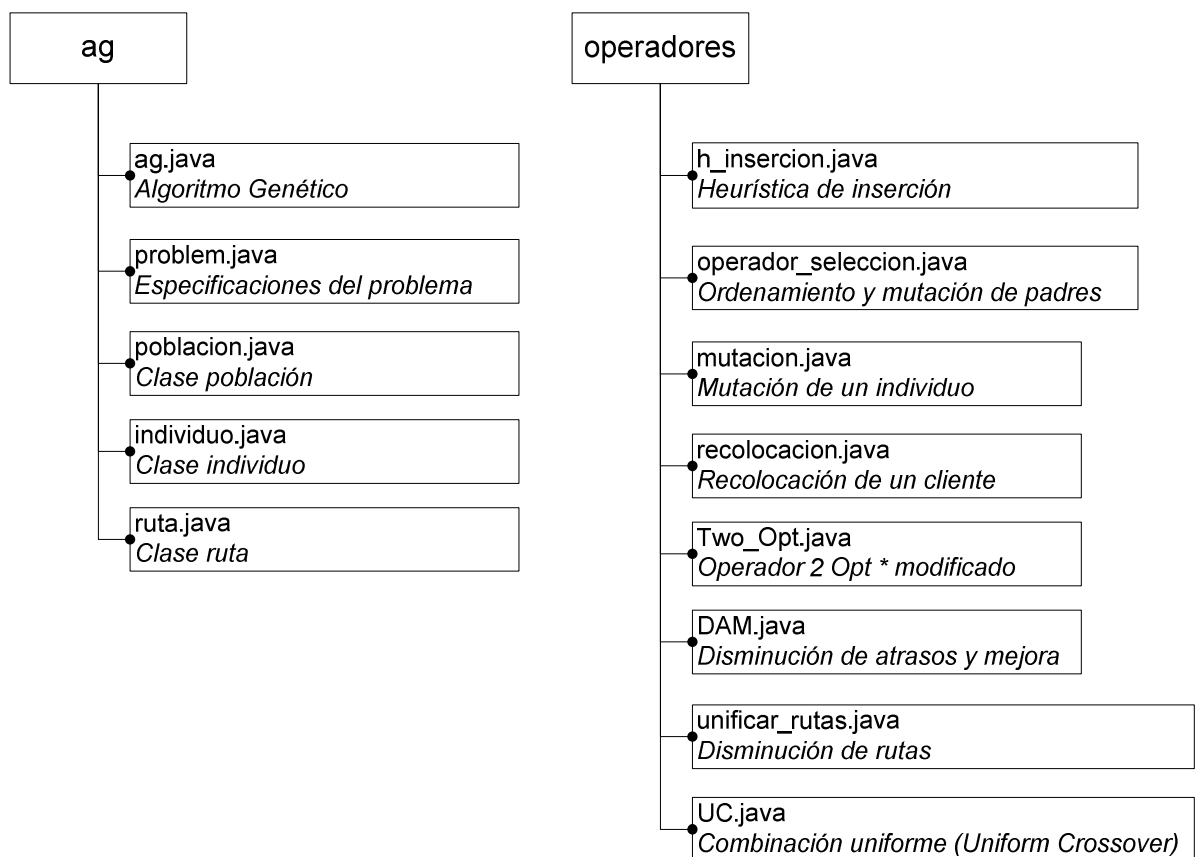 ag
ag.java
Algoritmo Genético
problem.java
Especificaciones del problema
poblacion.java
Clase población
individuo.java
Clase individuo
ruta.java
Clase ruta
operadores
h_insercion.java
Heurística de inserción
operador_seleccion.java
Ordenamiento y mutación de padres
mutacion.java
Mutación de un individuo
recolocacion.java
Recolocación de un cliente
Two_Opt.java
Operador 2 Opt * modificado
DAM.java
Disminución de atrasos y mejora
unificar_rutas.java
Disminución de rutas
UC.java
Combinación uniforme (Uniform Crossover)